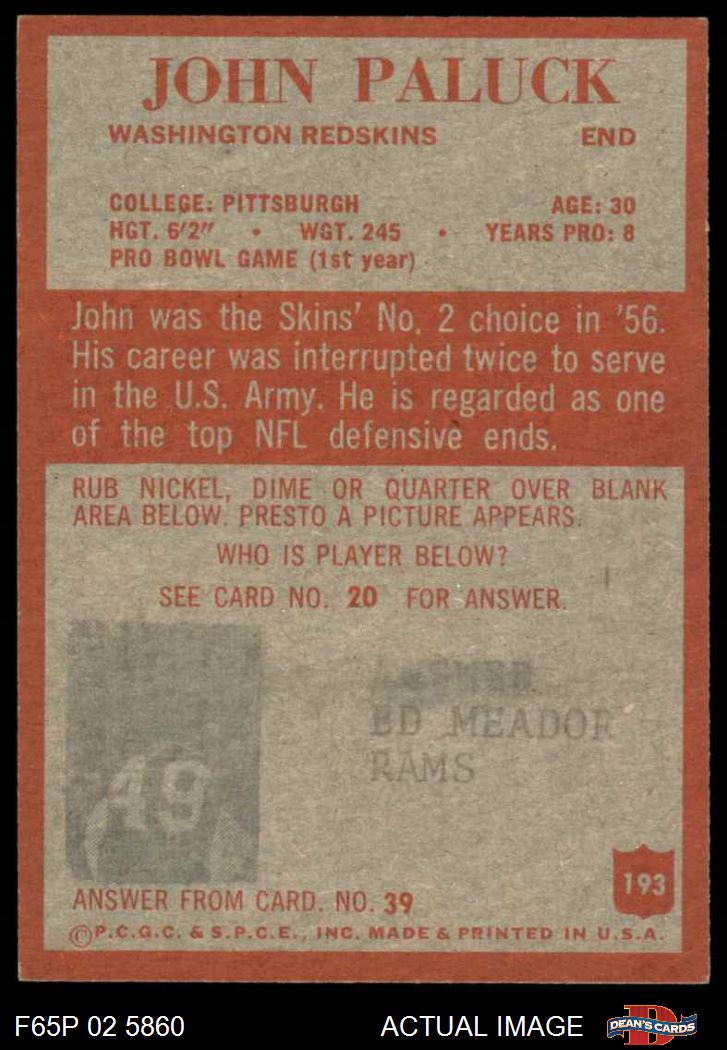 JOHN PALUCK
WASHINGTON REDSKINS END
COLLEGE: PITTSBURGH AGE: 30
HGT. 6'2" • WGT. 245 • YEARS PRO: 8
PRO BOWL GAME (1st year)
John was the Skins' No. 2 choice in '56.
His career was interrupted twice to serve
in the U.S. Army. He is regarded as one
of the top NFL defensive ends.
RUB NICKEL, DIME OR QUARTER OVER BLANK
AREA BELOW. PRESTO A PICTURE APPEARS.
WHO IS PLAYER BELOW?
SEE CARD NO. 20 FOR ANSWER.
ED MEADOR
RAMS
49
193
ANSWER FROM CARD. NO. 39
©P.C.G.C. & S.P.C.E., INC. MADE & PRINTED IN U.S.A.
F65P 02 5860 ACTUAL IMAGE D DEAN'S CARDS